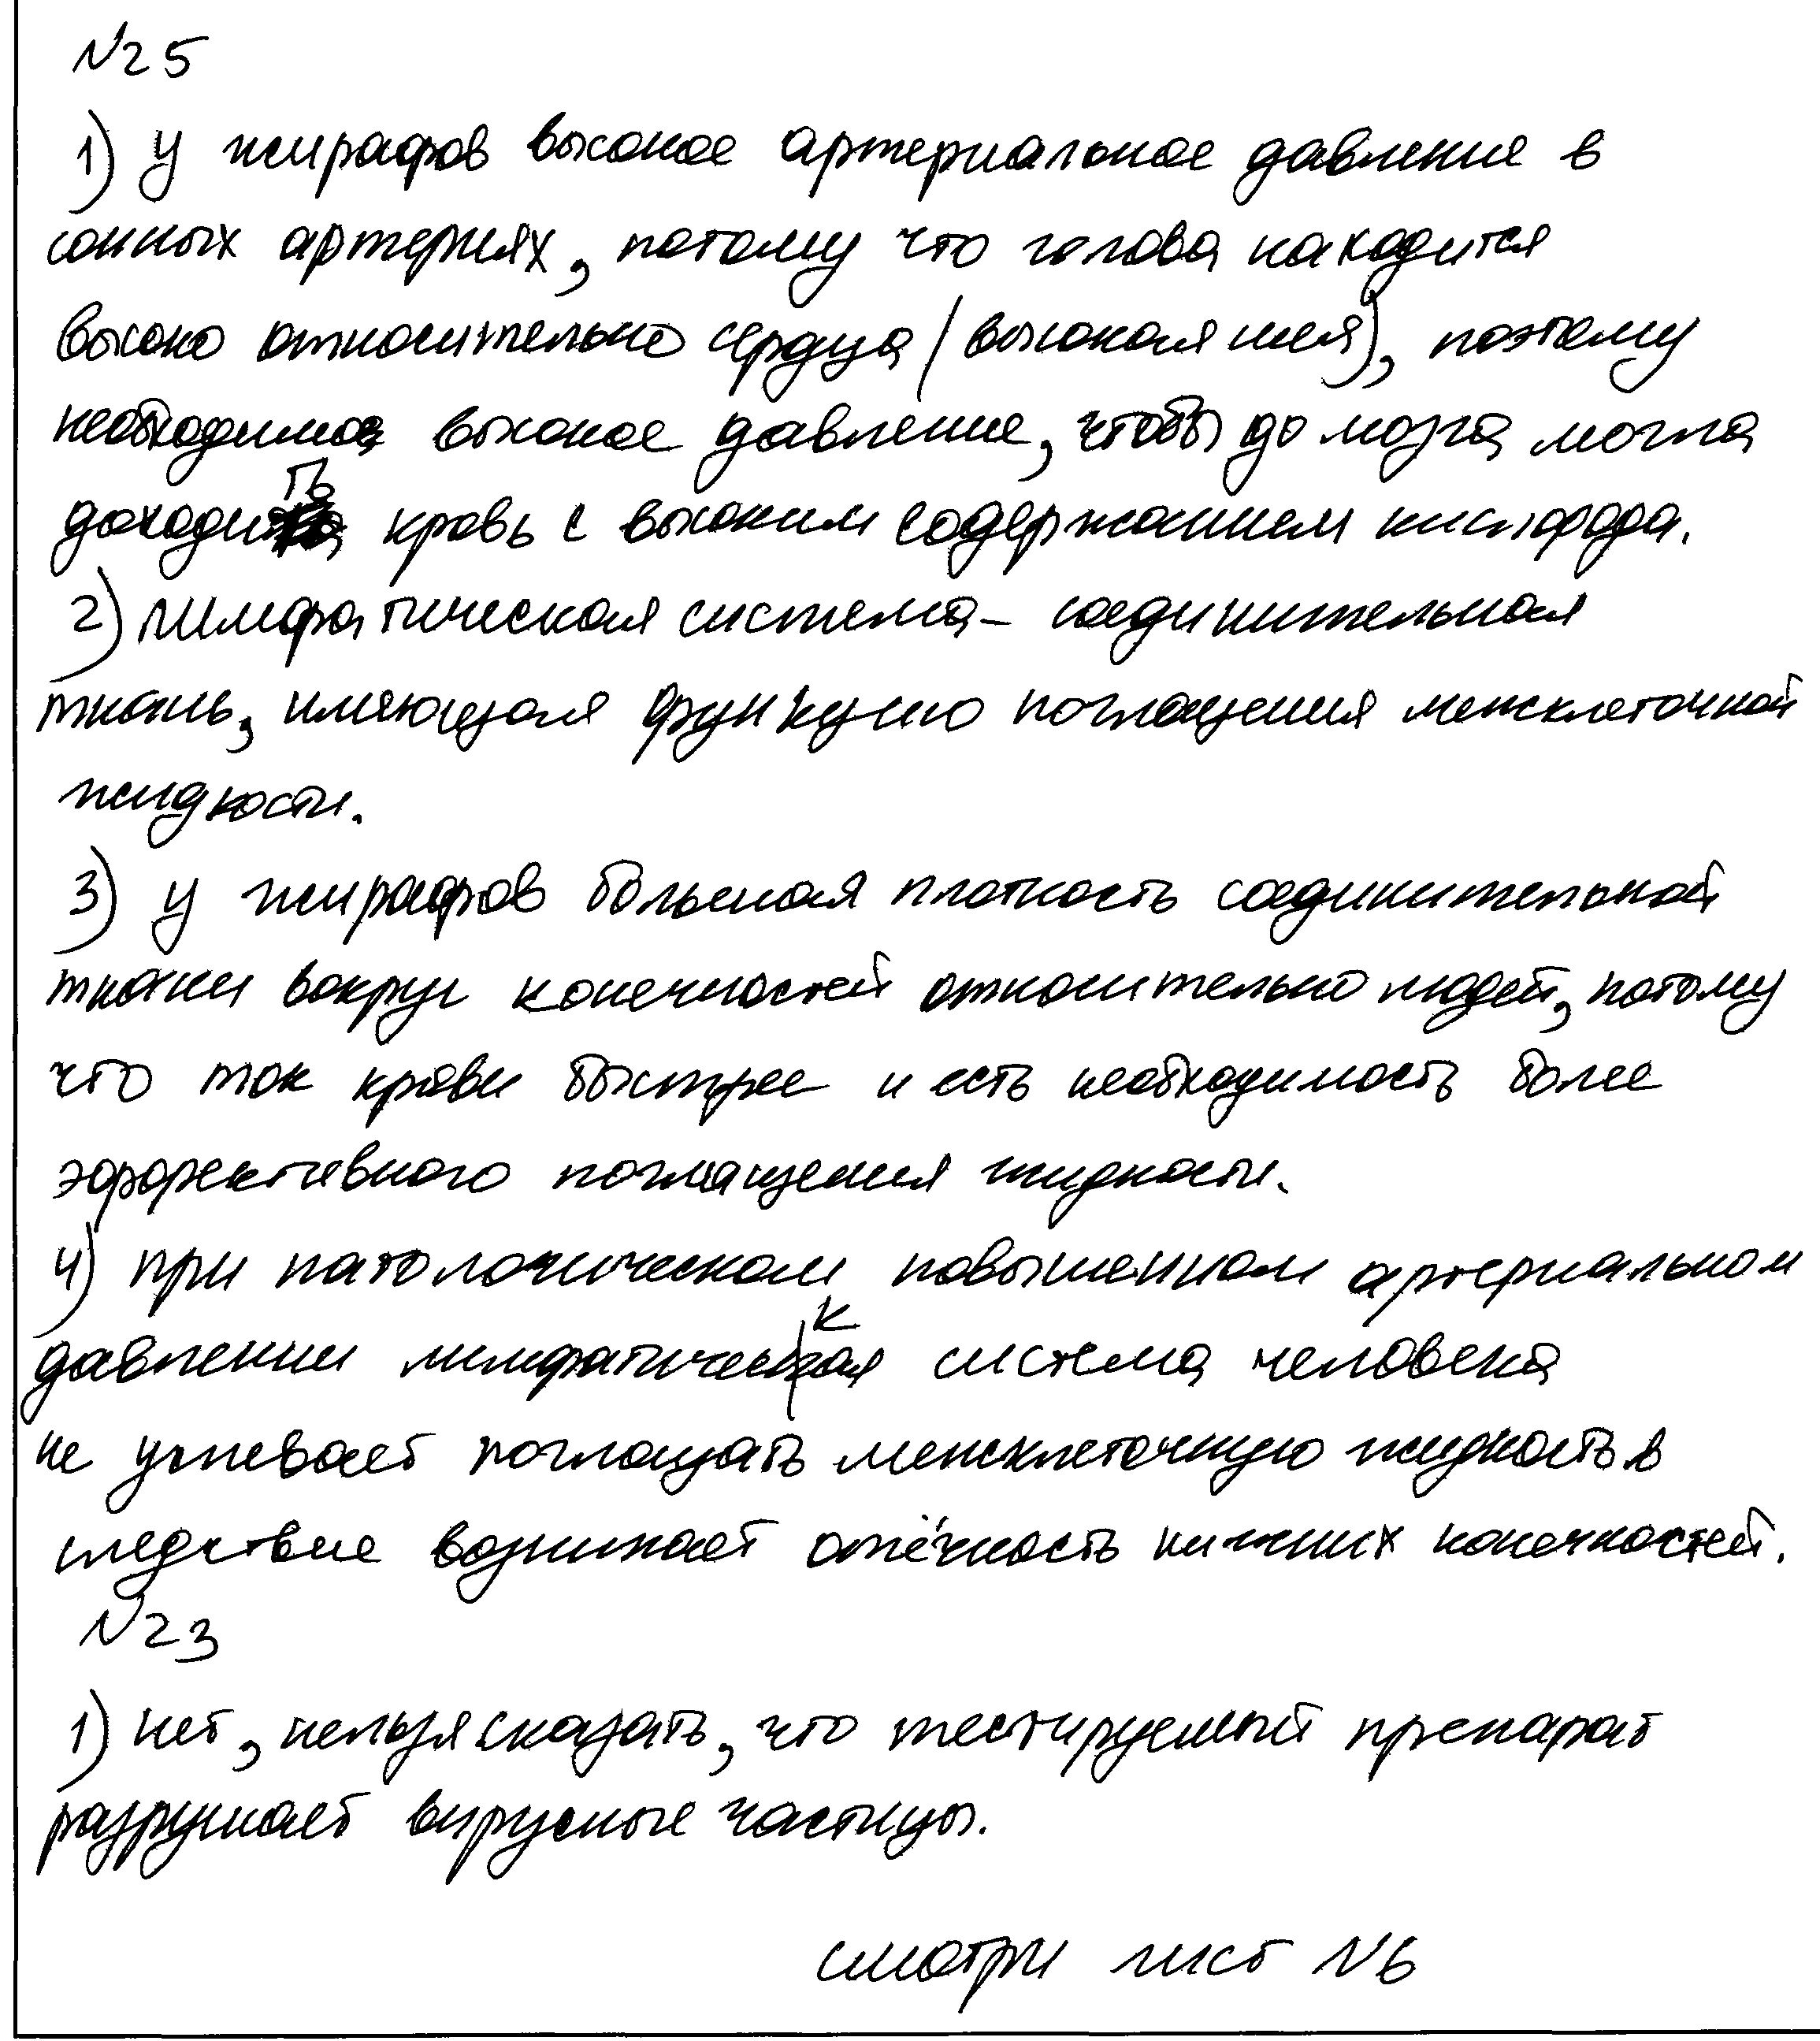 №25
1) у жирафов высокое артериальное давление в
сонных артериях, потому что голова находится
высоко относительно сердца (высокая шея), поэтому
необходимо высокое давление, чтобы до мозга могла
доходить кровь с высоким содержанием кислорода.
2) лимфатическая система – соединительная
ткань, имеющая функцию поглощения межклеточной
жидкости.
3) у жирафов большая плотность соединительной
ткани вокруг конечностей относительно людей, потому
что ток крови быстрее и есть необходимость более
эффективного поглащения жидкости.
4) при патологическом повышенном артериальном
давлении лимфатическая система человека
не успевает поглощать межклеточную жидкость в
следствие возникает отёчность нижних конечностей.
№23
1) нет, нельзя сказать, что тестируемый препарат
разрушает вирусные частицы.
смотри лист №6